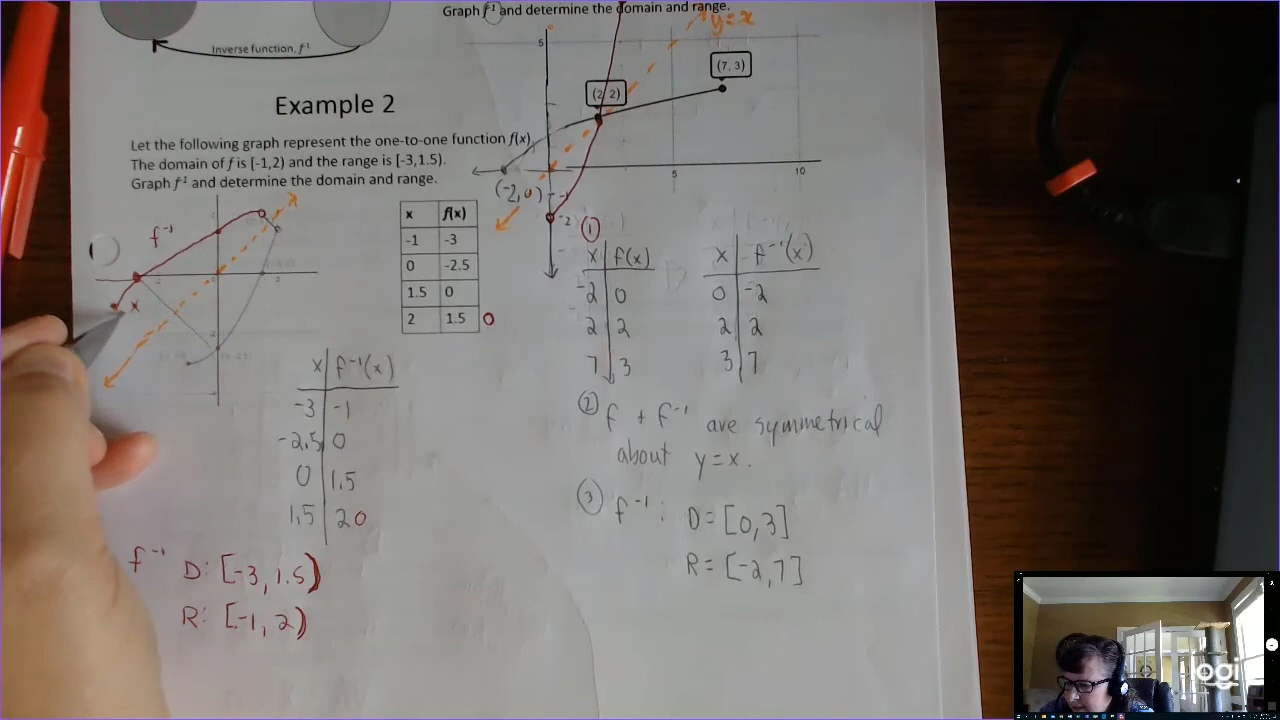 Graph f⁻¹ and determine the domain and range.
y=x
5
(7, 3)
(2, 2)
5
10
(-2, 0)
-2
Inverse function, f⁻¹
Example 2
Let the following graph represent the one-to-one function f(x).
The domain of f is [-1,2) and the range is [-3,1.5).
Graph f⁻¹ and determine the domain and range.
f⁻¹
x f(x)
-1 -3
0 -2.5
1.5 0
2 1.5 o
x f⁻¹(x)
-3 -1
-2.5 0
0 1.5
1.5 2 o
f⁻¹ D: [-3, 1.5)
R: [-1, 2)
①
x f(x)
-2 0
2 2
7 3
x f⁻¹(x)
0 -2
2 2
3 7
② f + f⁻¹ are symmetrical
about y=x.
③ f⁻¹: D = [0,3]
R = [-2,7]
ogi